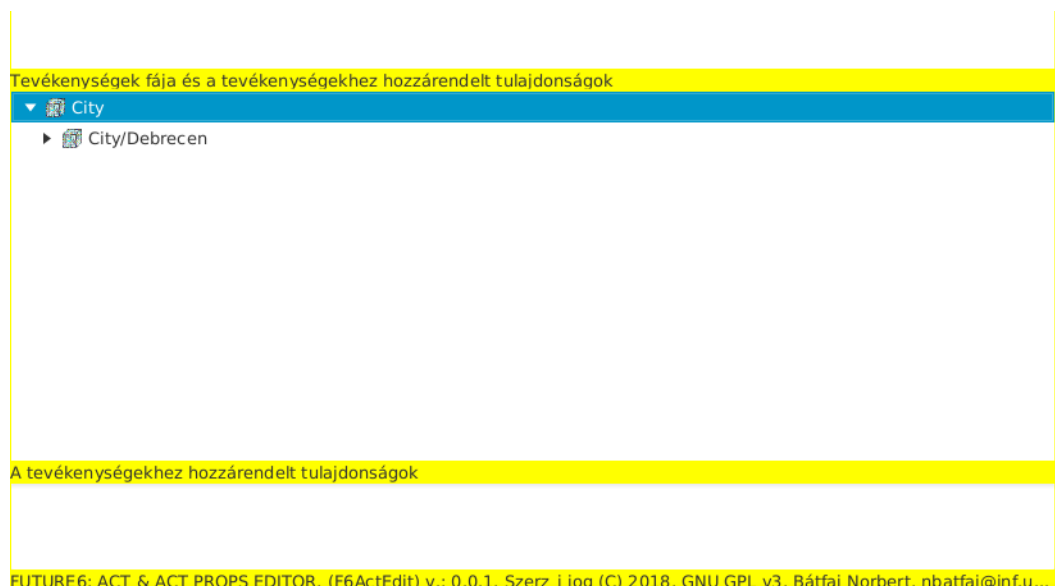 Tevékenységek fája és a tevékenységekhez hozzárendelt tulajdonságok
City
City/Debrecen
A tevékenységekhez hozzárendelt tulajdonságok
FUTURE6: ACT & ACT PROPS EDITOR, (F6ActEdit) v.: 0.0.1, Szerz i jog (C) 2018, GNU GPL v3, Bátfai Norbert, nbatfai@inf.u...